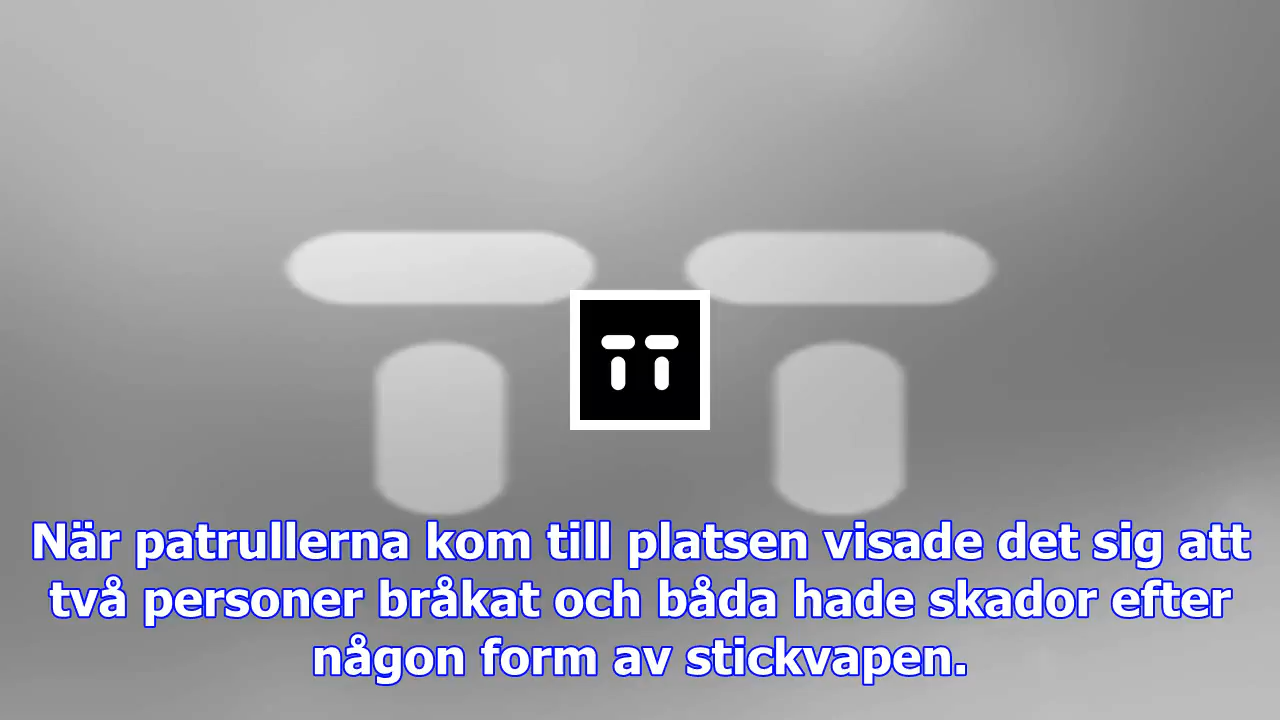 När patrullerna kom till platsen visade det sig att
två personer bråkat och båda hade skador efter
någon form av stickvapen.